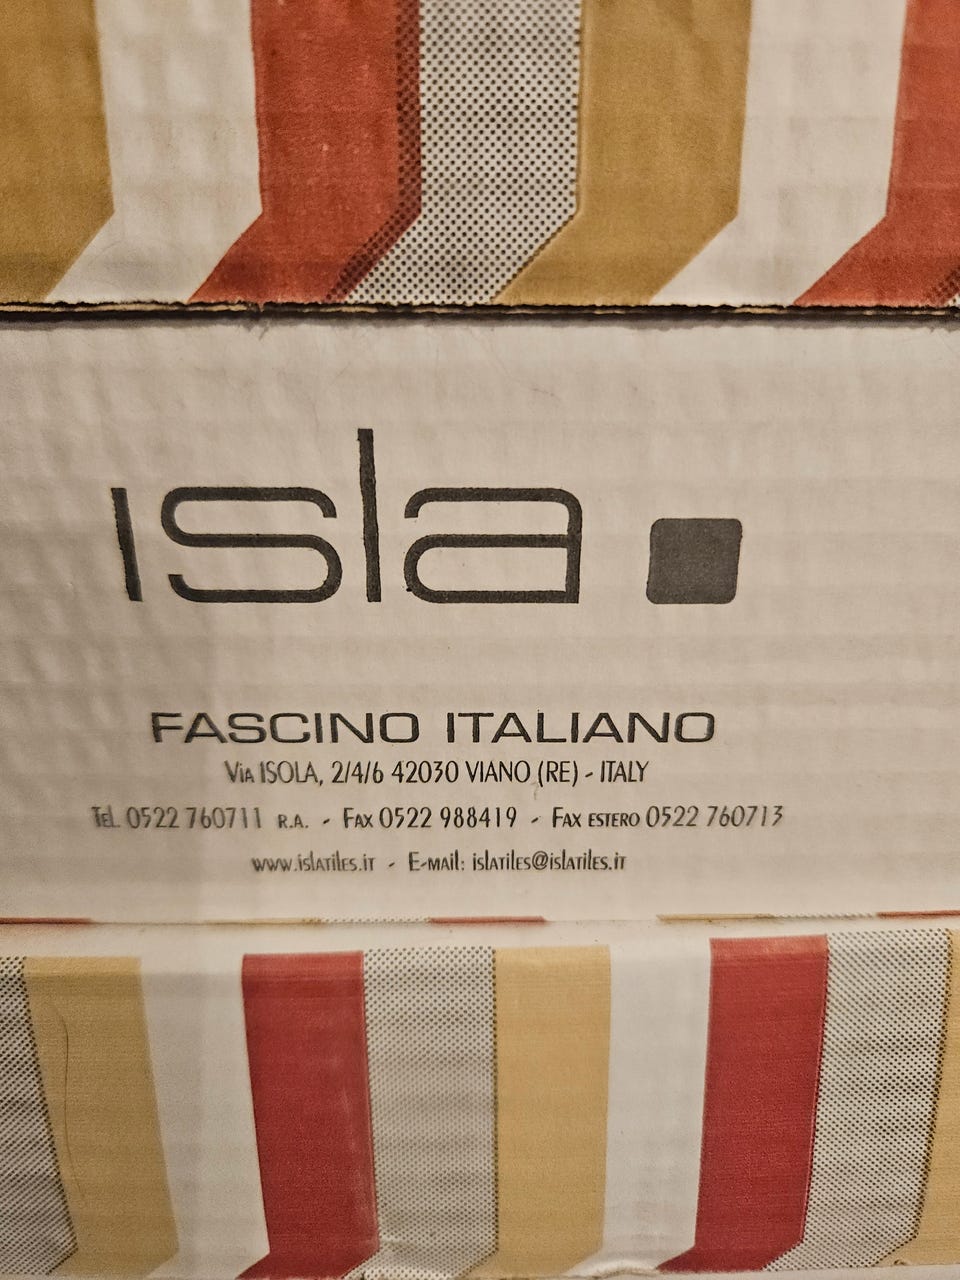 isla
FASCINO ITALIANO
Via ISOLA, 2/4/6 42030 VIANO (RE) - ITALY
Tel. 0522 760711 R.A. - Fax 0522 988419 - Fax estero 0522 760713
www.islatiles.it - E-mail: islatiles@islatiles.it